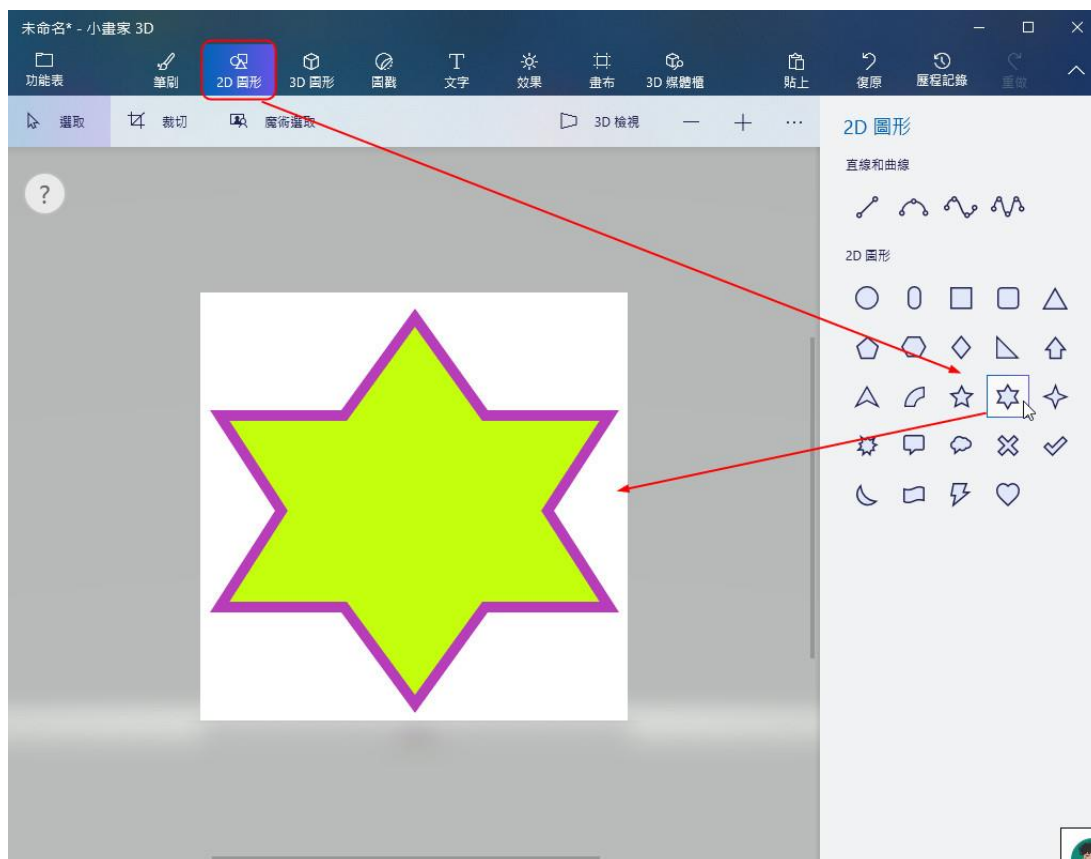 未命名* - 小畫家 3D
功能表 筆刷 2D 圖形 3D 圖形 圖戳 文字 效果 畫布 3D 媒體櫃 貼上 復原 歷程記錄 重做
選取 裁切 魔術選取 3D 檢視
2D 圖形
直線和曲線
2D 圖形